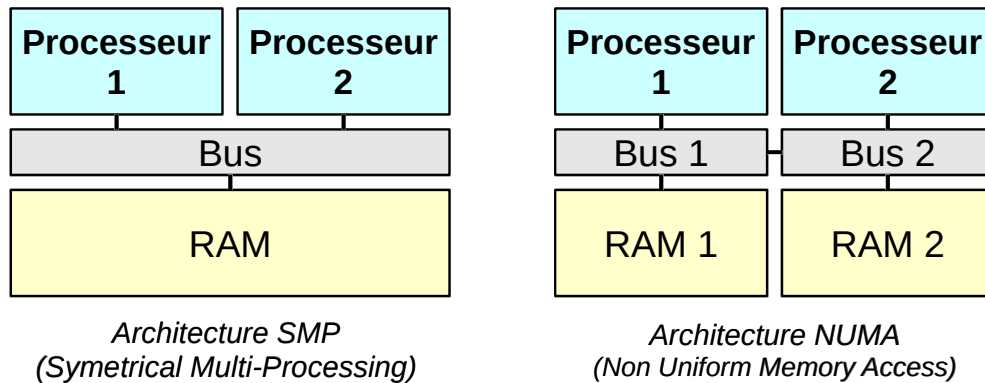 Processeur
1
Processeur
2
Bus
RAM
Architecture SMP
(Symetrical Multi-Processing)
Processeur
1
Processeur
2
Bus 1
Bus 2
RAM 1
RAM 2
Architecture NUMA
(Non Uniform Memory Access)